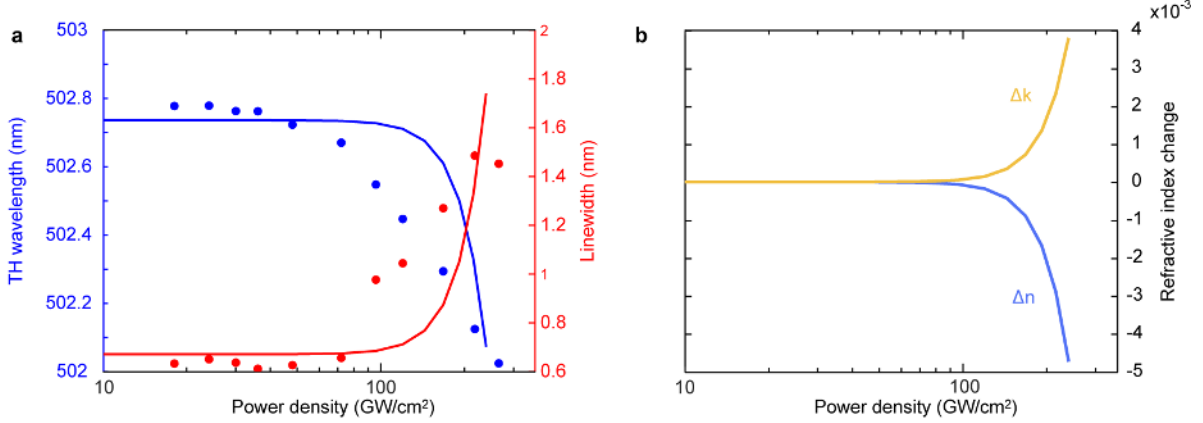 a
503
502.8
502.6
502.4
502.2
502
TH wavelength (nm)
10
100
Power density (GW/cm²)
2
1.8
1.6
1.4
1.2
1
0.8
0.6
Linewidth (nm)
b
x10⁻³
4
3
2
1
0
-1
-2
-3
-4
-5
Refractive index change
Δk
Δn
10
100
Power density (GW/cm²)